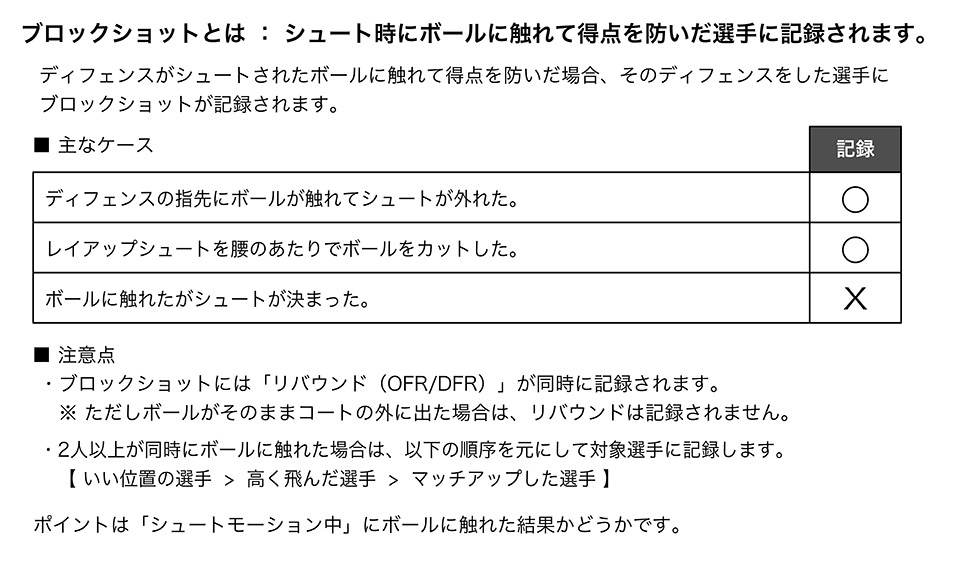 ブロックショットとは ： シュート時にボールに触れて得点を防いだ選手に記録されます。
ディフェンスがシュートされたボールに触れて得点を防いだ場合、そのディフェンスをした選手に
ブロックショットが記録されます。
■ 主なケース
記録
ディフェンスの指先にボールが触れてシュートが外れた。 ○
レイアップシュートを腰のあたりでボールをカットした。 ○
ボールに触れたがシュートが決まった。 X
■ 注意点
・ブロックショットには「リバウンド（OFR/DFR）」が同時に記録されます。
※ ただしボールがそのままコートの外に出た場合は、リバウンドは記録されません。
・2人以上が同時にボールに触れた場合は、以下の順序を元にして対象選手に記録します。
【 いい位置の選手 > 高く飛んだ選手 > マッチアップした選手 】
ポイントは「シュートモーション中」にボールに触れた結果かどうかです。